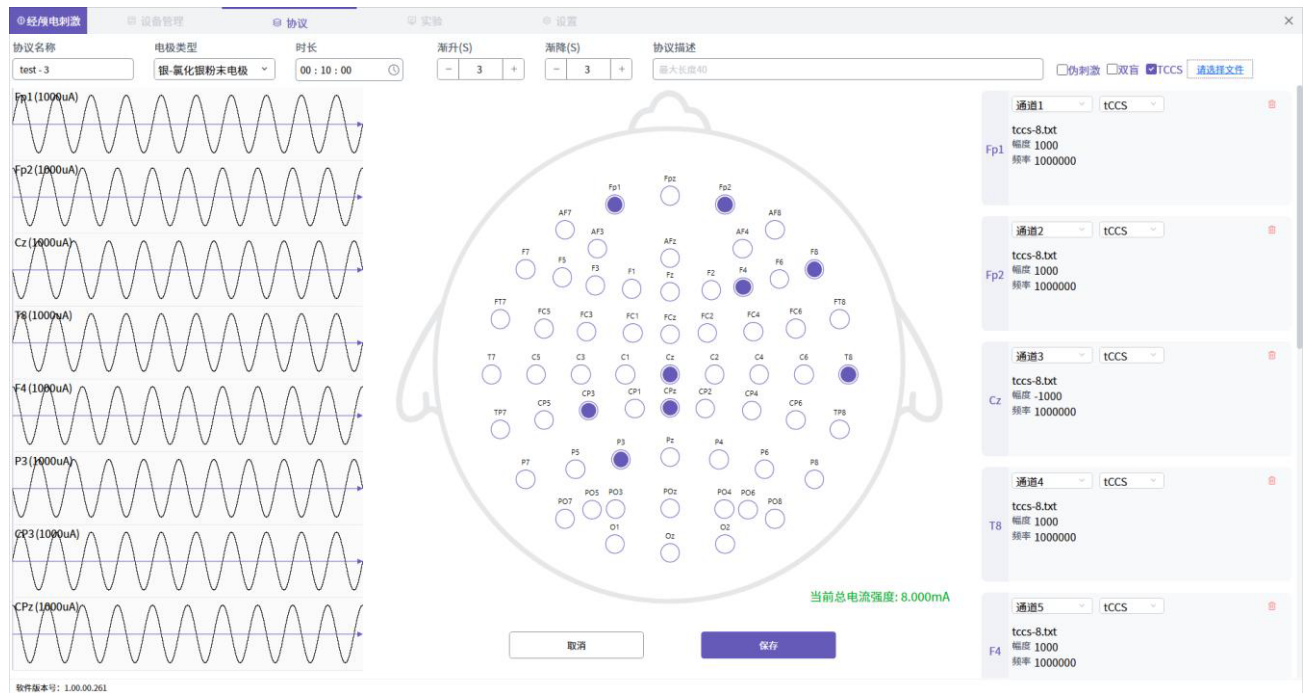 经颅电刺激 设备管理 协议 实验 设置
协议名称 电极类型 时长 渐升(S) 渐降(S) 协议描述
test - 3 银-氯化银粉末电极 00 : 10 : 00 − 3 + − 3 + 最大长度40 伪刺激 双盲 TCCS 请选择文件
Fp1 (1000uA)
Fp2 (1000uA)
Cz (1000uA)
T8 (1000uA)
F4 (1000uA)
P3 (1000uA)
CP3 (1000uA)
CPz (1000uA)
Fpz
Fp1 Fp2
AF7 AF8
AF3 AFz AF4
F7 F5 F3 F1 Fz F2 F4 F6 F8
FT7 FC5 FC3 FC1 FCz FC2 FC4 FC6 FT8
T7 C5 C3 C1 Cz C2 C4 C6 T8
TP7 CP5 CP3 CP1 CPz CP2 CP4 CP6 TP8
P7 P5 P3 Pz P4 P6 P8
PO7 PO5 PO3 POz PO4 PO6 PO8
O1 Oz O2
当前总电流强度: 8.000mA
取消 保存
通道1 tCCS
tccs-8.txt
Fp1
幅度 1000
频率 1000000
通道2 tCCS
tccs-8.txt
Fp2
幅度 1000
频率 1000000
通道3 tCCS
tccs-8.txt
Cz
幅度 -1000
频率 1000000
通道4 tCCS
tccs-8.txt
T8
幅度 1000
频率 1000000
通道5 tCCS
tccs-8.txt
F4
幅度 1000
频率 1000000
软件版本号：1.00.00.261